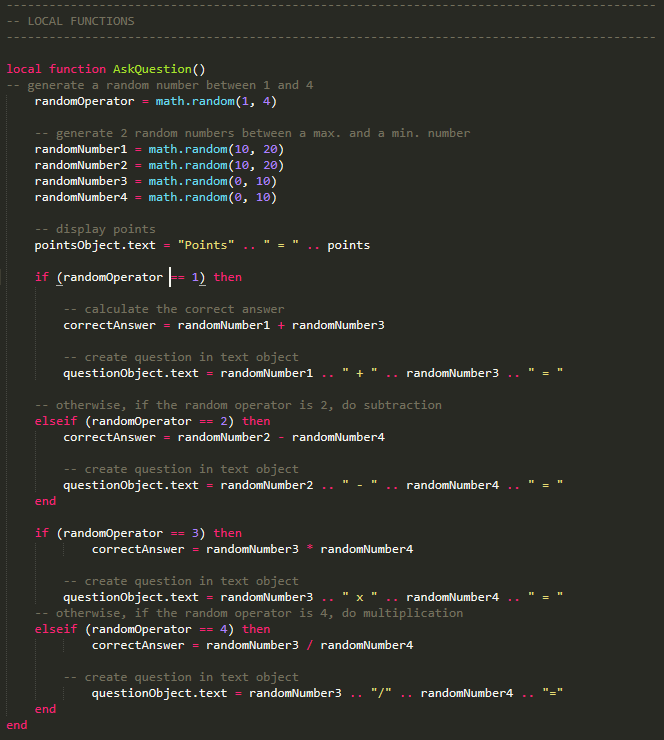 -------------------------------------------------------------------------------------------
-- LOCAL FUNCTIONS
-------------------------------------------------------------------------------------------
local function AskQuestion()
-- generate a random number between 1 and 4
randomOperator = math.random(1, 4)
-- generate 2 random numbers between a max. and a min. number
randomNumber1 = math.random(10, 20)
randomNumber2 = math.random(10, 20)
randomNumber3 = math.random(0, 10)
randomNumber4 = math.random(0, 10)
-- display points
pointsObject.text = "Points" .. " = " .. points
if (randomOperator == 1) then
-- calculate the correct answer
correctAnswer = randomNumber1 + randomNumber3
-- create question in text object
questionObject.text = randomNumber1 .. " + " .. randomNumber3 .. " = "
-- otherwise, if the random operator is 2, do subtraction
elseif (randomOperator == 2) then
correctAnswer = randomNumber2 - randomNumber4
-- create question in text object
questionObject.text = randomNumber2 .. " - " .. randomNumber4 .. " = "
end
if (randomOperator == 3) then
correctAnswer = randomNumber3 * randomNumber4
-- create question in text object
questionObject.text = randomNumber3 .. " x " .. randomNumber4 .. " = "
-- otherwise, if the random operator is 4, do multiplication
elseif (randomOperator == 4) then
correctAnswer = randomNumber3 / randomNumber4
-- create question in text object
questionObject.text = randomNumber3 .. "/" .. randomNumber4 .. "="
end
end